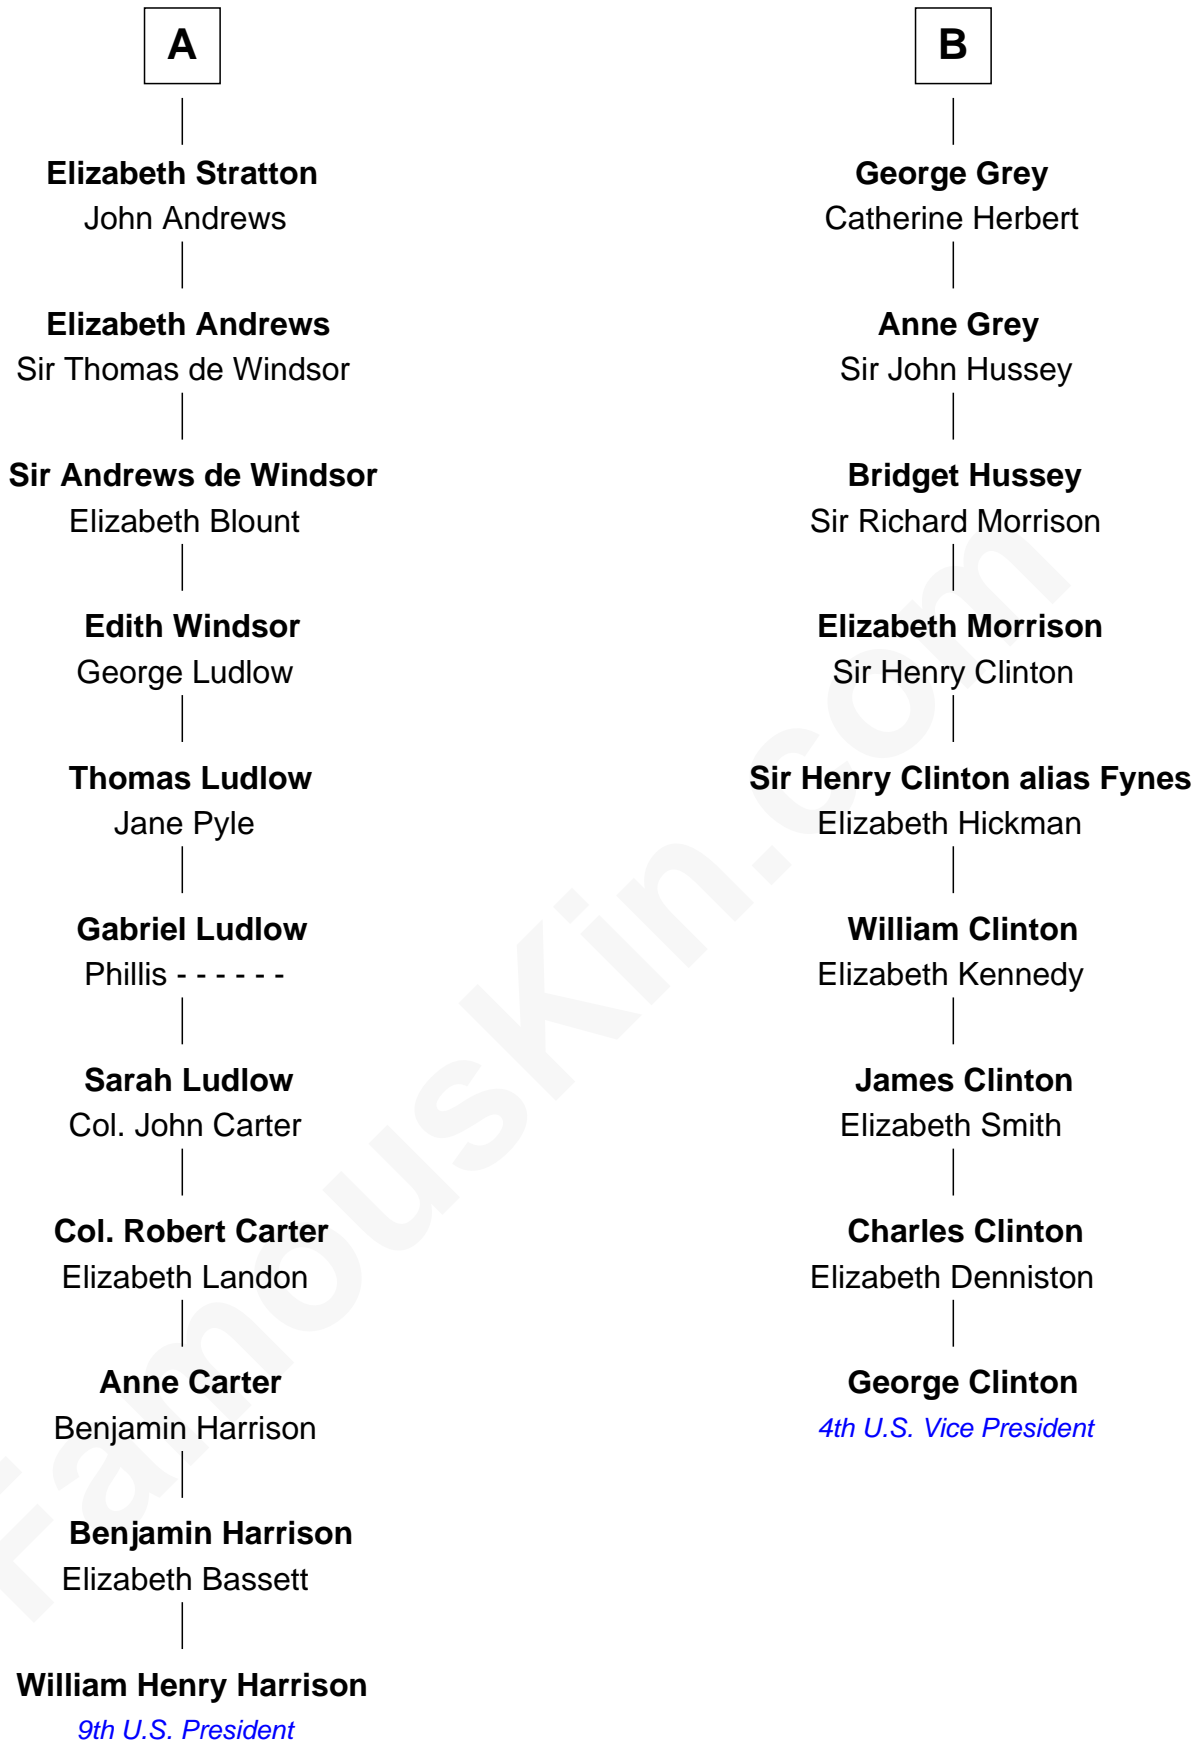 A
Elizabeth Stratton
John Andrews
Elizabeth Andrews
Sir Thomas de Windsor
Sir Andrews de Windsor
Elizabeth Blount
Edith Windsor
George Ludlow
Thomas Ludlow
Jane Pyle
Gabriel Ludlow
Phillis - - - - - -
Sarah Ludlow
Col. John Carter
Col. Robert Carter
Elizabeth Landon
Anne Carter
Benjamin Harrison
Benjamin Harrison
Elizabeth Bassett
William Henry Harrison
9th U.S. President
B
George Grey
Catherine Herbert
Anne Grey
Sir John Hussey
Bridget Hussey
Sir Richard Morrison
Elizabeth Morrison
Sir Henry Clinton
Sir Henry Clinton alias Fynes
Elizabeth Hickman
William Clinton
Elizabeth Kennedy
James Clinton
Elizabeth Smith
Charles Clinton
Elizabeth Denniston
George Clinton
4th U.S. Vice President
FamousKin.com